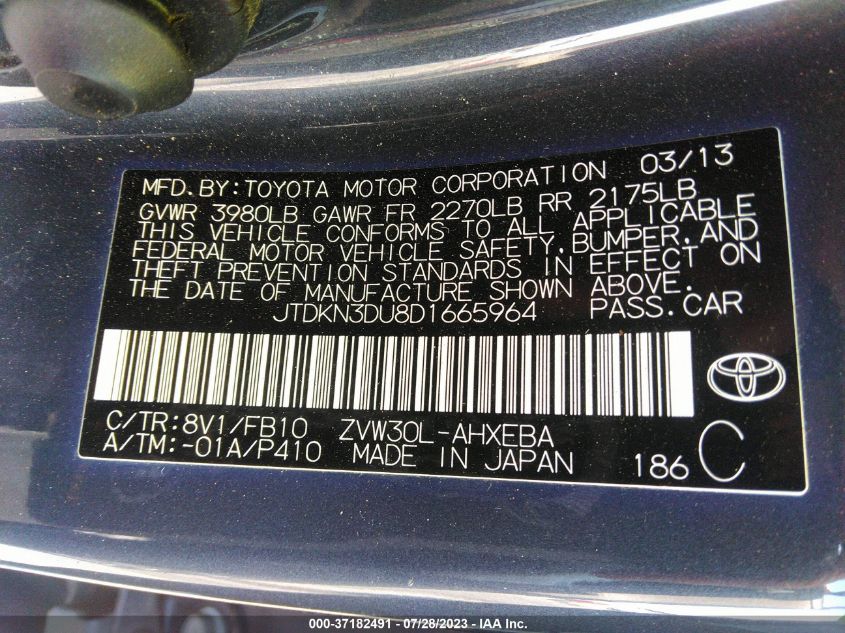 MFD.BY:TOYOTA MOTOR CORPORATION 03/13
GVWR 3980LB GAWR FR 2270LB RR 2175LB
THIS VEHICLE CONFORMS TO ALL APPLICABLE
FEDERAL MOTOR VEHICLE SAFETY,BUMPER,AND
THEFT PREVENTION STANDARDS IN EFFECT ON
THE DATE OF MANUFACTURE SHOWN ABOVE.
JTDKN3DU8D1665964 PASS.CAR
C/TR:8V1/FB10 ZVW30L-AHXEBA
A/TM:-01A/P410 MADE IN JAPAN 186 C
000-37182491 - 07/28/2023 - IAA Inc.